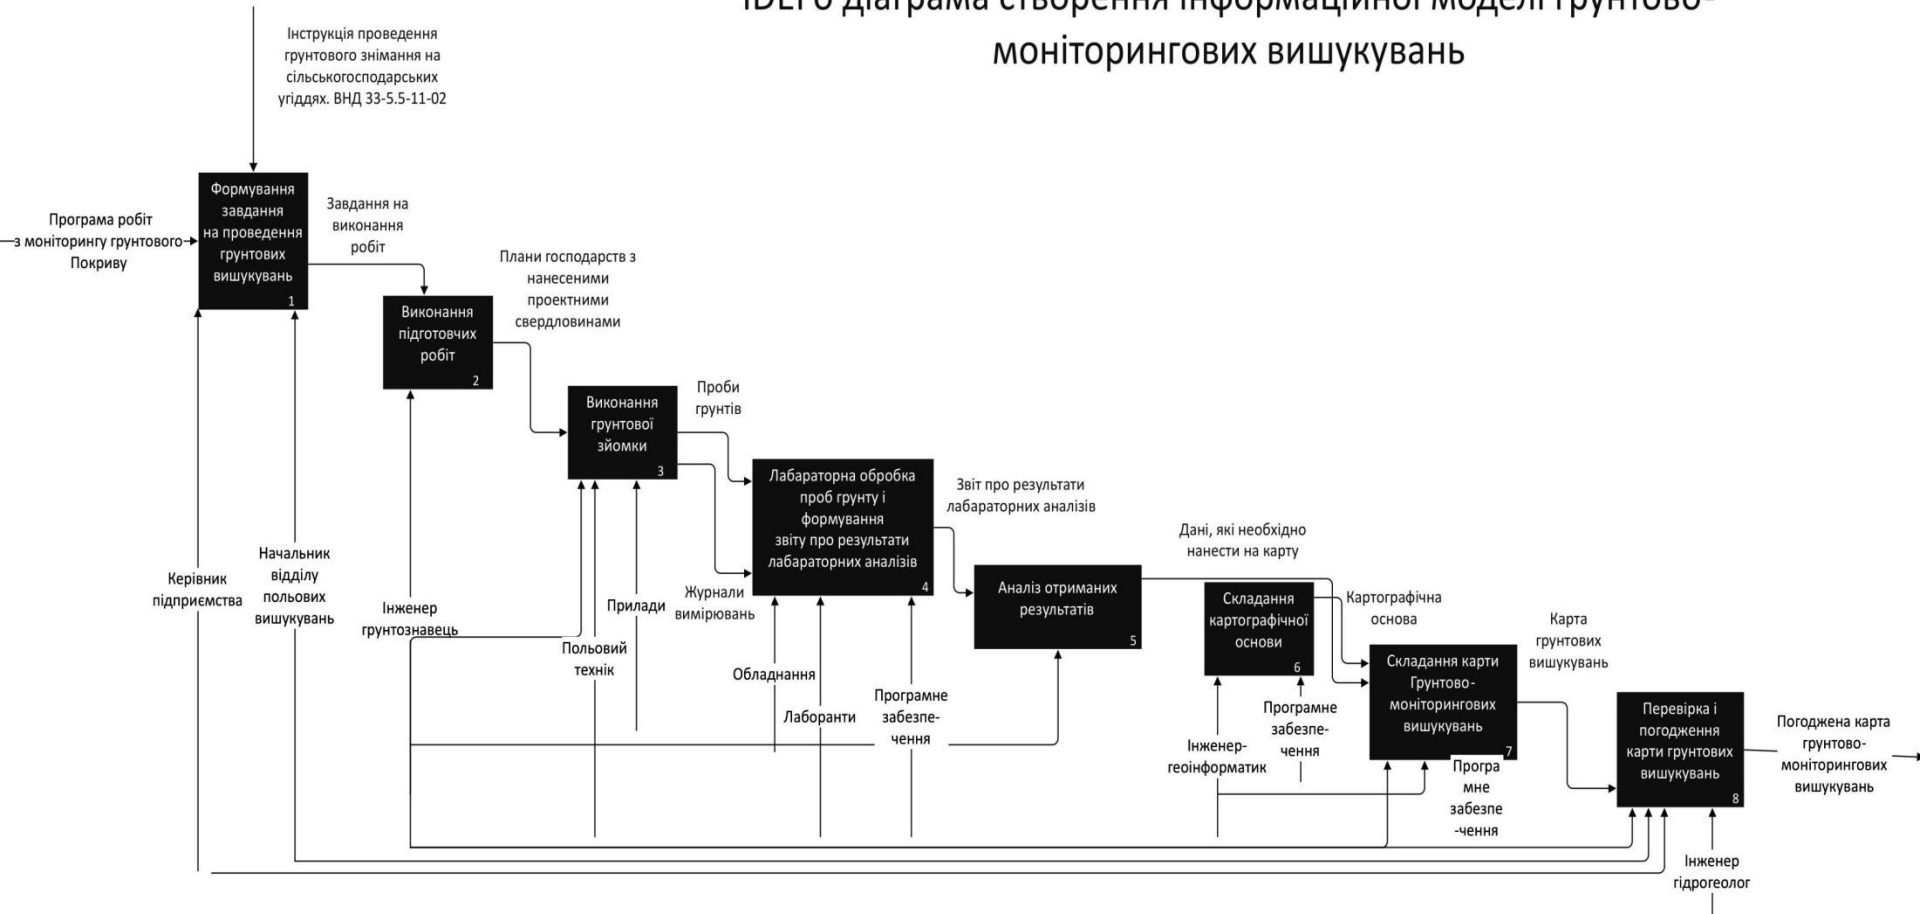 IDEF0 діаграма створення інформаційної моделі грунтово-
моніторингових вишукувань
Інструкція проведення
грунтового знімання на
сільськогосподарських
угіддях. ВНД 33-5.5-11-02
Програма робіт
з моніторингу грунтового
Покриву
Формування
завдання
на проведення
грунтових
вишукувань
1
Завдання на
виконання
робіт
Виконання
підготовчих
робіт
2
Плани господарств з
нанесеними
проектними
свердловинами
Виконання
грунтової
зйомки
3
Проби
грунтів
Журнали
вимірювань
Лабараторна обробка
проб грунту і
формування
звіту про результати
лабараторних аналізів
4
Звіт про результати
лабараторних аналізів
Аналіз отриманих
результатів
5
Дані, які необхідно
нанести на карту
Складання
картографічної
основи
6
Картографічна
основа
Складання карти
Грунтово-
моніторингових
вишукувань
7
Карта
грунтових
вишукувань
Перевірка і
погодження
карти грунтових
вишукувань
8
Погоджена карта
грунтово-
моніторингових
вишукувань
Керівник
підприємства
Начальник
відділу
польових
вишукувань
Інженер
грунтознавець
Польовий
технік
Прилади
Обладнання
Лаборанти
Програмне
забезпе-
чення
Інженер-
геоінформатик
Програмне
забезпе-
чення
Програ
мне
забезпе
-чення
Інженер
гідрогеолог